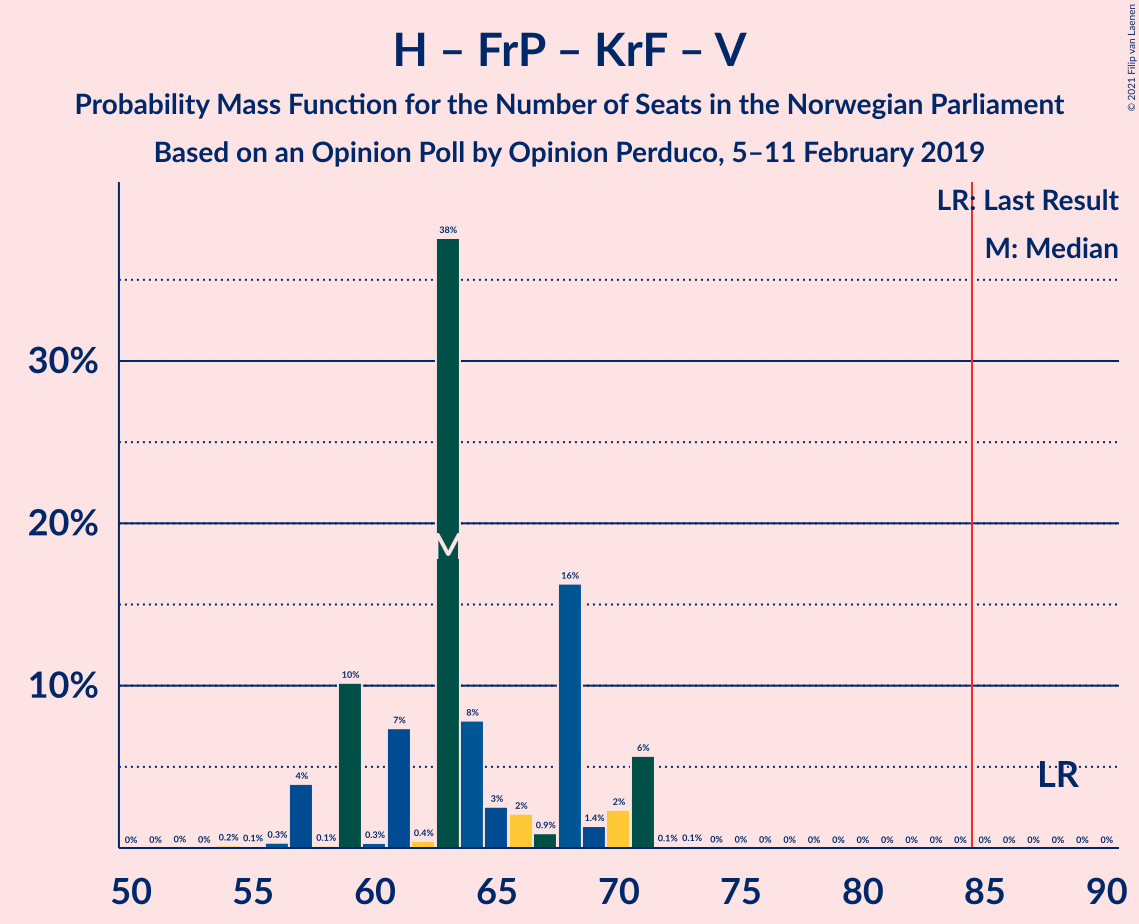 H – FrP – KrF – V
Probability Mass Function for the Number of Seats in the Norwegian Parliament
Based on an Opinion Poll by Opinion Perduco, 5–11 February 2019
© 2021 Filip van Laenen
LR: Last Result
M: Median
38%
30%
20%
M
16%
10%
10%
8%
7%
6%
4%
3%
2%
2%
LR
0% 0% 0% 0% 0.2% 0.1% 0.3% 0.1% 0.3% 0.4% 0.9% 1.4% 0.1% 0.1% 0% 0% 0% 0% 0% 0% 0% 0% 0% 0% 0% 0% 0% 0% 0% 0% 0%
50 55 60 65 70 75 80 85 90